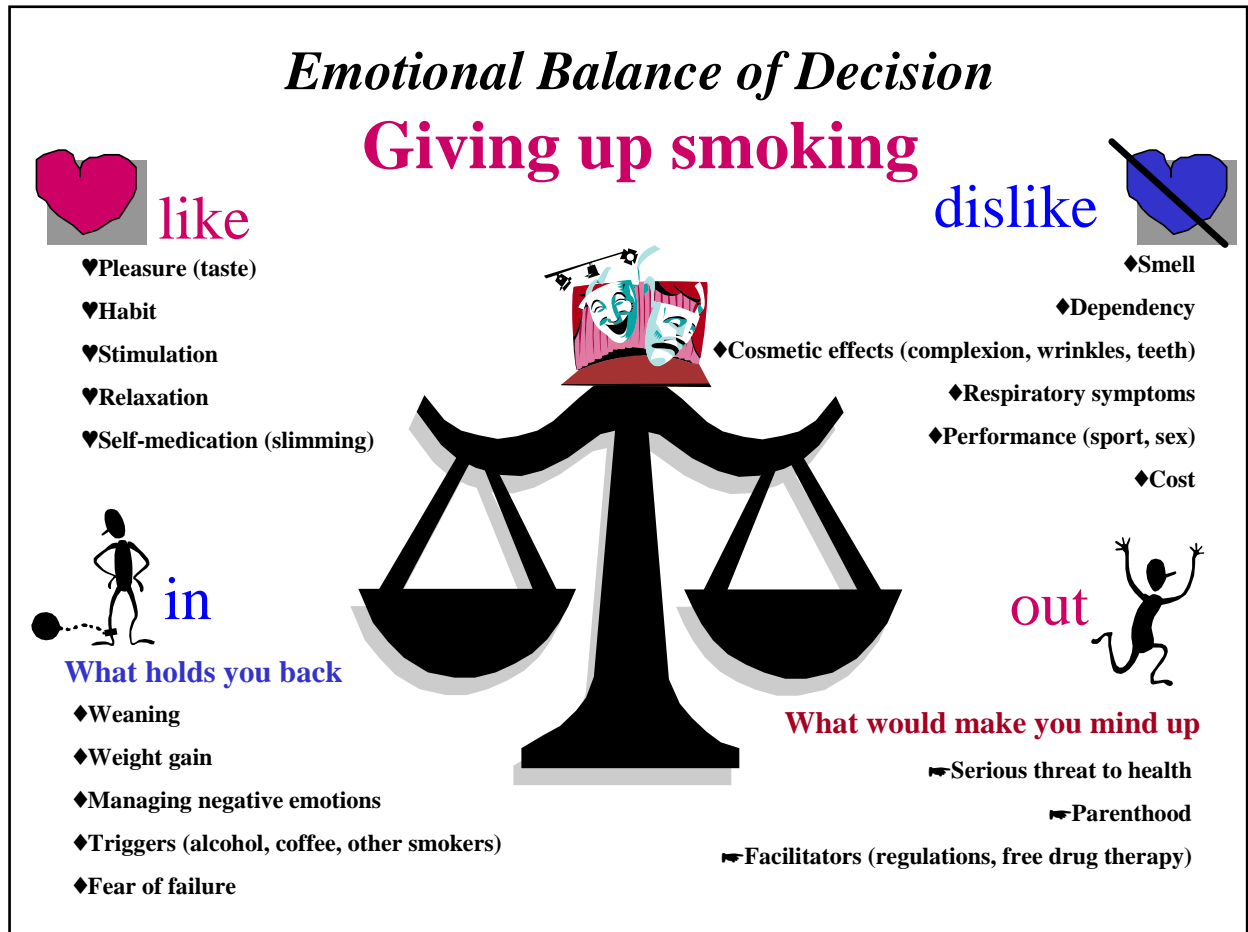 Emotional Balance of Decision
Giving up smoking
like
♥Pleasure (taste)
♥Habit
♥Stimulation
♥Relaxation
♥Self-medication (slimming)
dislike
♦Smell
♦Dependency
♦Cosmetic effects (complexion, wrinkles, teeth)
♦Respiratory symptoms
♦Performance (sport, sex)
♦Cost
in
What holds you back
♦Weaning
♦Weight gain
♦Managing negative emotions
♦Triggers (alcohol, coffee, other smokers)
♦Fear of failure
out
What would make you mind up
☛Serious threat to health
☛Parenthood
☛Facilitators (regulations, free drug therapy)